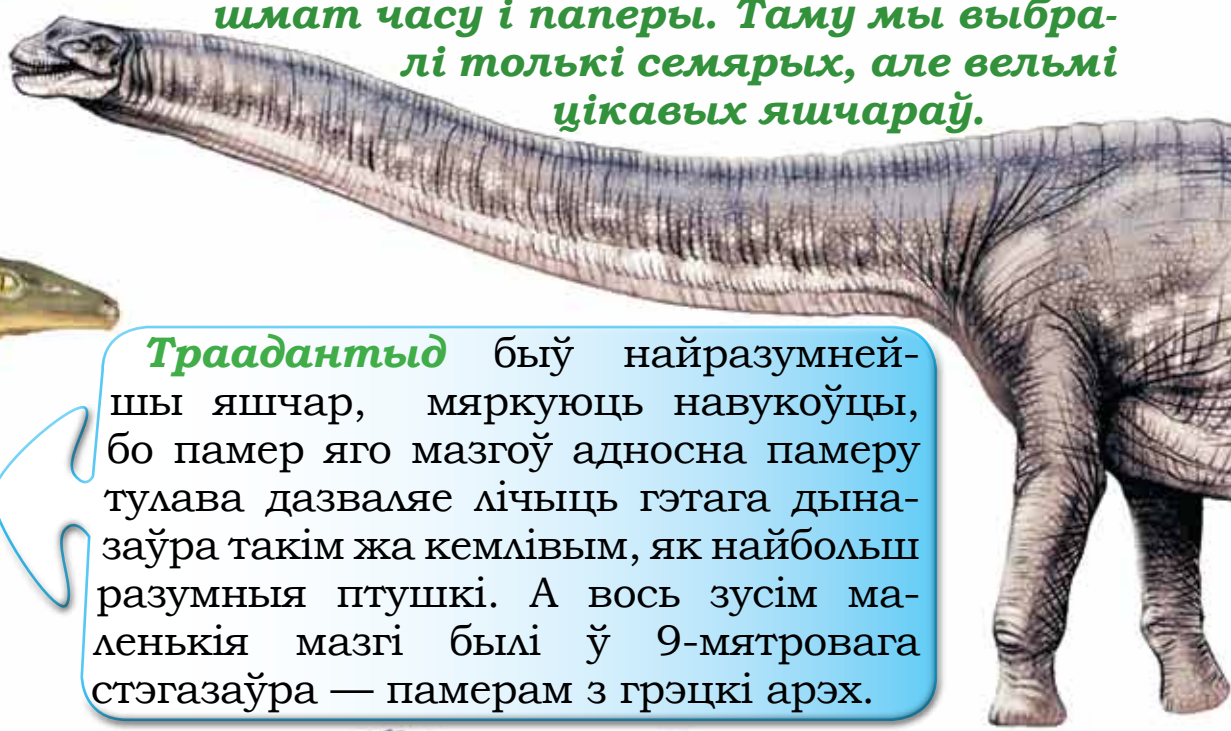 шмат часу і паперы. Таму мы выбра-
лі толькі семярых, але вельмі
цікавых яшчараў.
Траадантыд быў найразумней-
шы яшчар, мяркуюць навукоўцы,
бо памер яго мазгоў адносна памеру
тулава дазваляе лічыць гэтага дына-
заўра такім жа кемлівым, як найбольш
разумныя птушкі. А вось зусім ма-
ленькія мазгі былі ў 9-мятровага
стэгазаўра — памерам з грэцкі арэх.